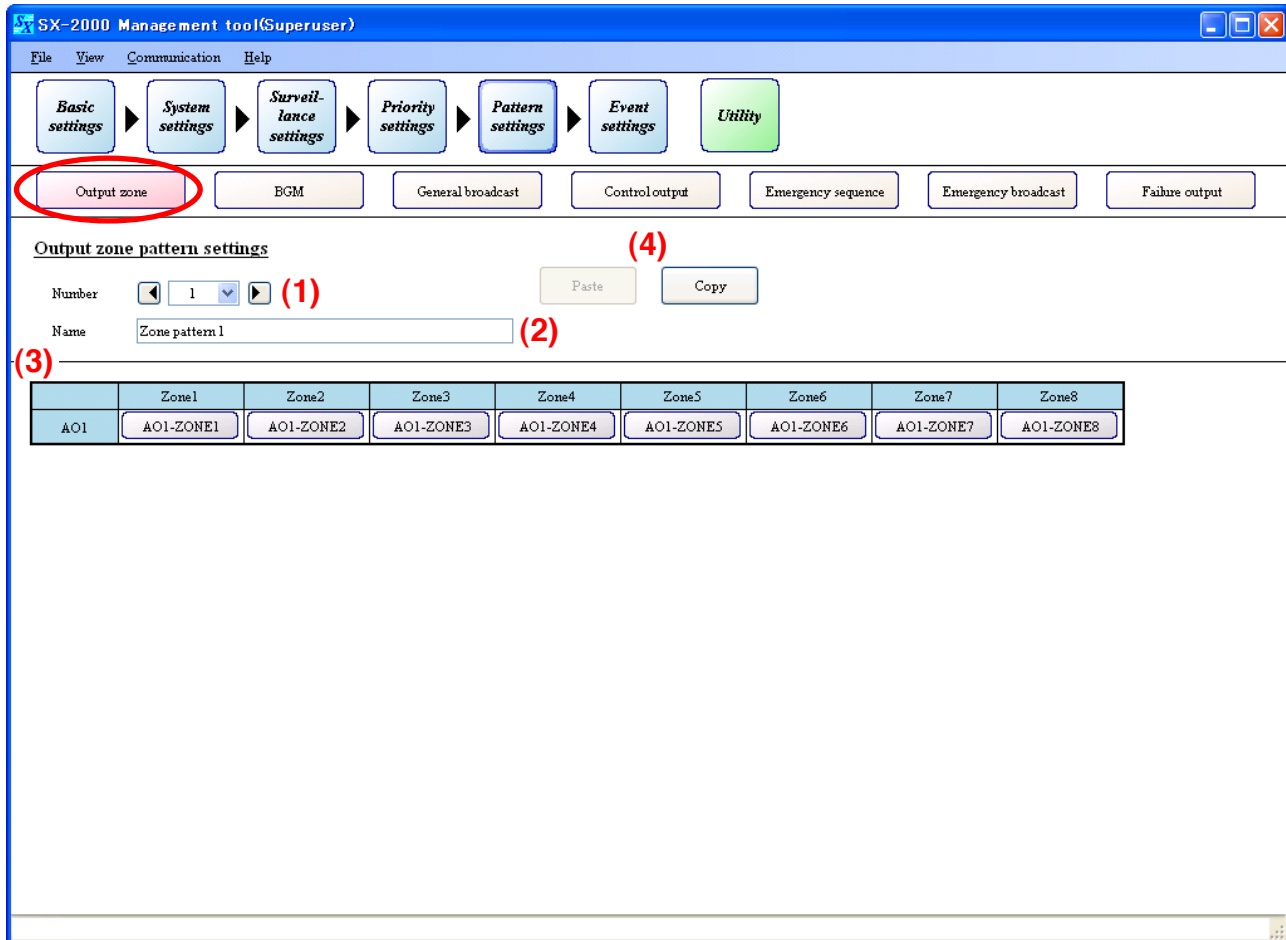 SX-2000 Management tool(Superuser)
File View Communication Help
Basic settings
System settings
Surveil-lance settings
Priority settings
Pattern settings
Event settings
Utility
Output zone BGM General broadcast Control output Emergency sequence Emergency broadcast Failure output
Output zone pattern settings
(4)
Number 1 (1) Paste Copy
Name Zone pattern 1 (2)
(3)
Zone1 Zone2 Zone3 Zone4 Zone5 Zone6 Zone7 Zone8
AO1 AO1-ZONE1 AO1-ZONE2 AO1-ZONE3 AO1-ZONE4 AO1-ZONE5 AO1-ZONE6 AO1-ZONE7 AO1-ZONE8